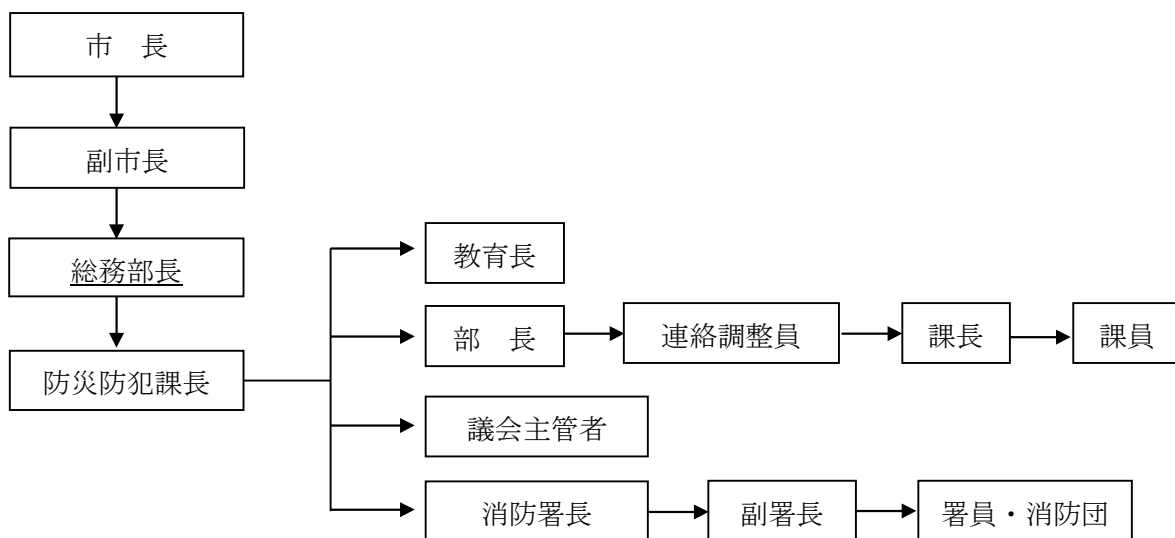 市　長
副市長
総務部長
防災防犯課長
教育長
部　長
連絡調整員
課長
課員
議会主管者
消防署長
副署長
署員・消防団